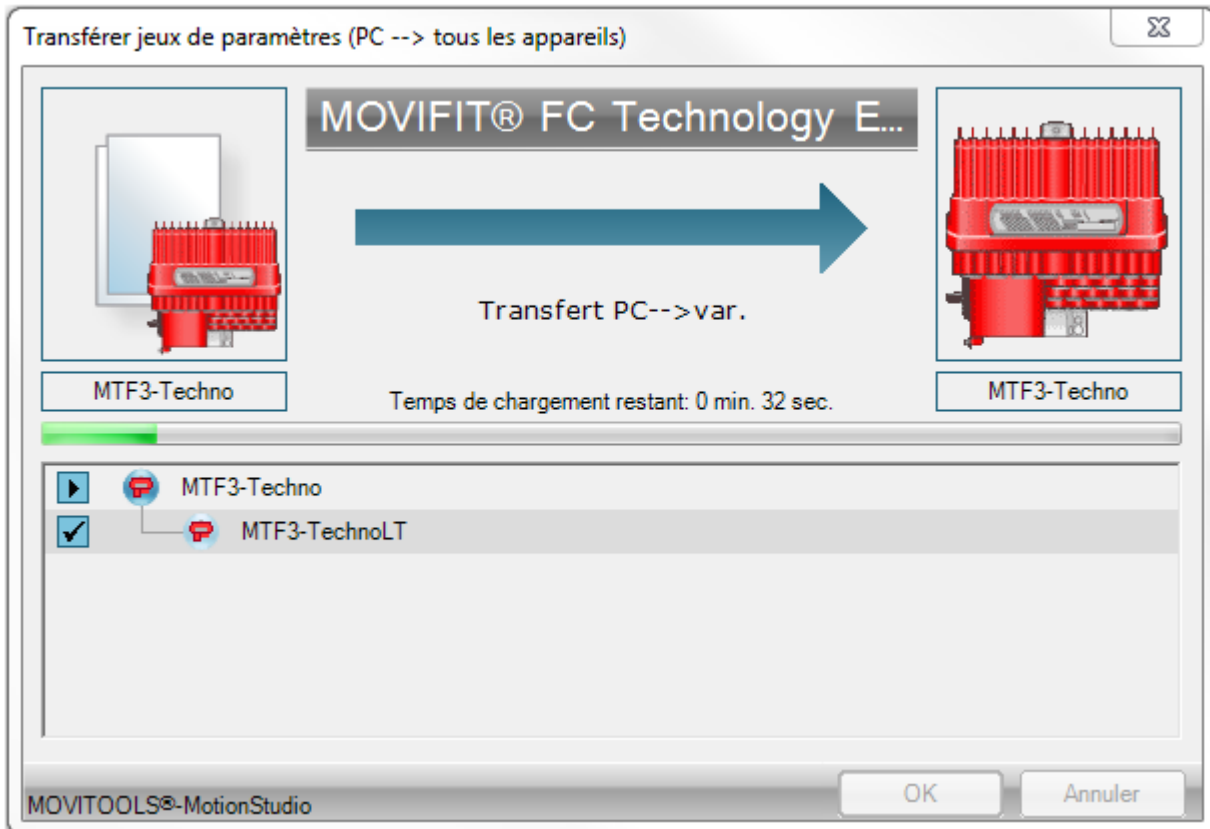 Transférer jeux de paramètres (PC --> tous les appareils)
MOVIFIT® FC Technology E...
Transfert PC-->var.
MTF3-Techno
Temps de chargement restant: 0 min. 32 sec.
MTF3-Techno
MTF3-Techno
MTF3-TechnoLT
MOVITOOLS®-MotionStudio
OK
Annuler